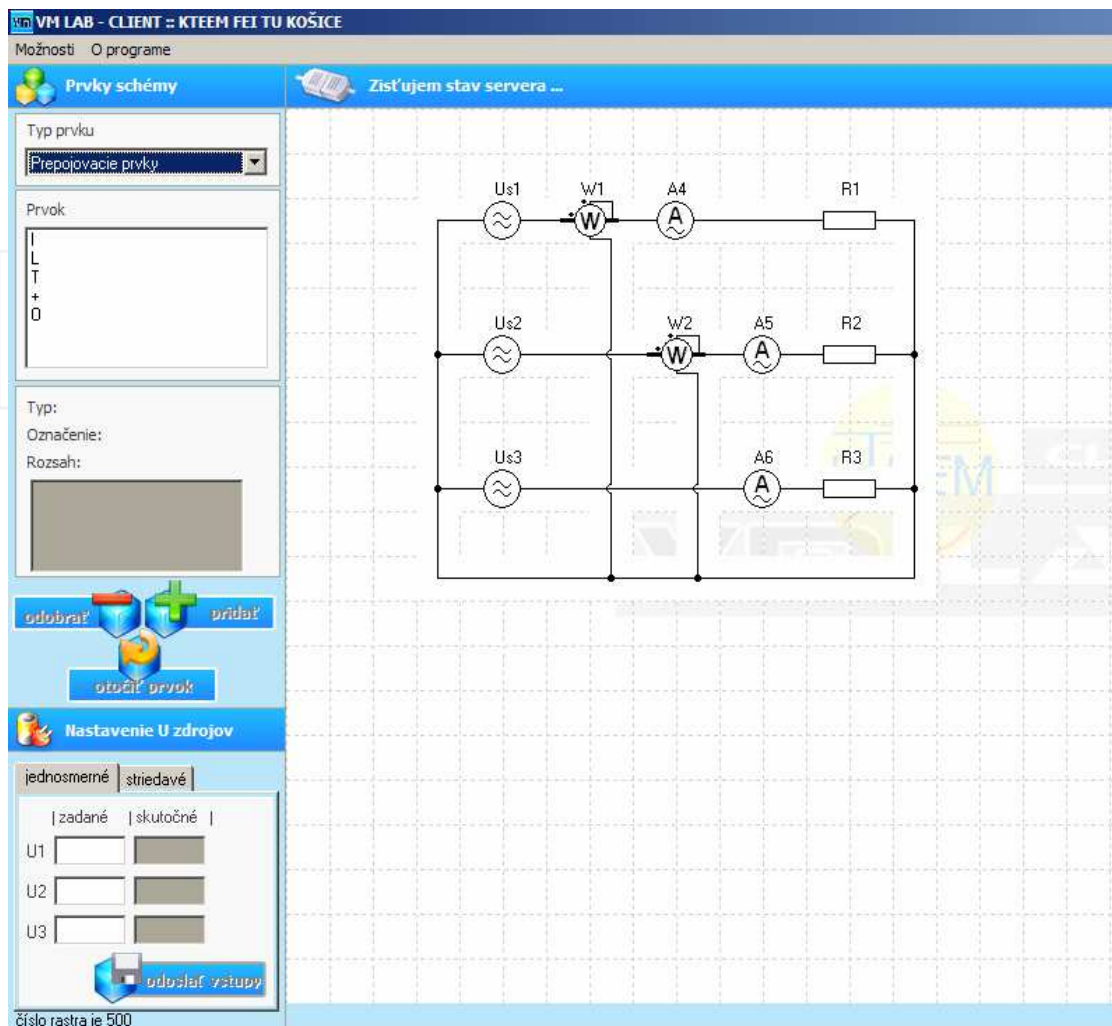 VM LAB - CLIENT :: KTEEM FEI TU KOŠICE
Možnosti O programe
Prvky schémy
Zisťujem stav servera ...
Typ prvku
Prepojovacie prvky
Prvok
I
L
T
+
0
Typ:
Označenie:
Rozsah:
odobrať
pridať
otočiť prvok
Nastavenie U zdrojov
jednosmerné striedavé
| zadané | skutočné |
U1
U2
U3
odoslať vstupy
číslo rastra je 500
Us1 W1 A4 R1
W A
Us2 W2 A5 R2
W A
Us3 A6 R3
A